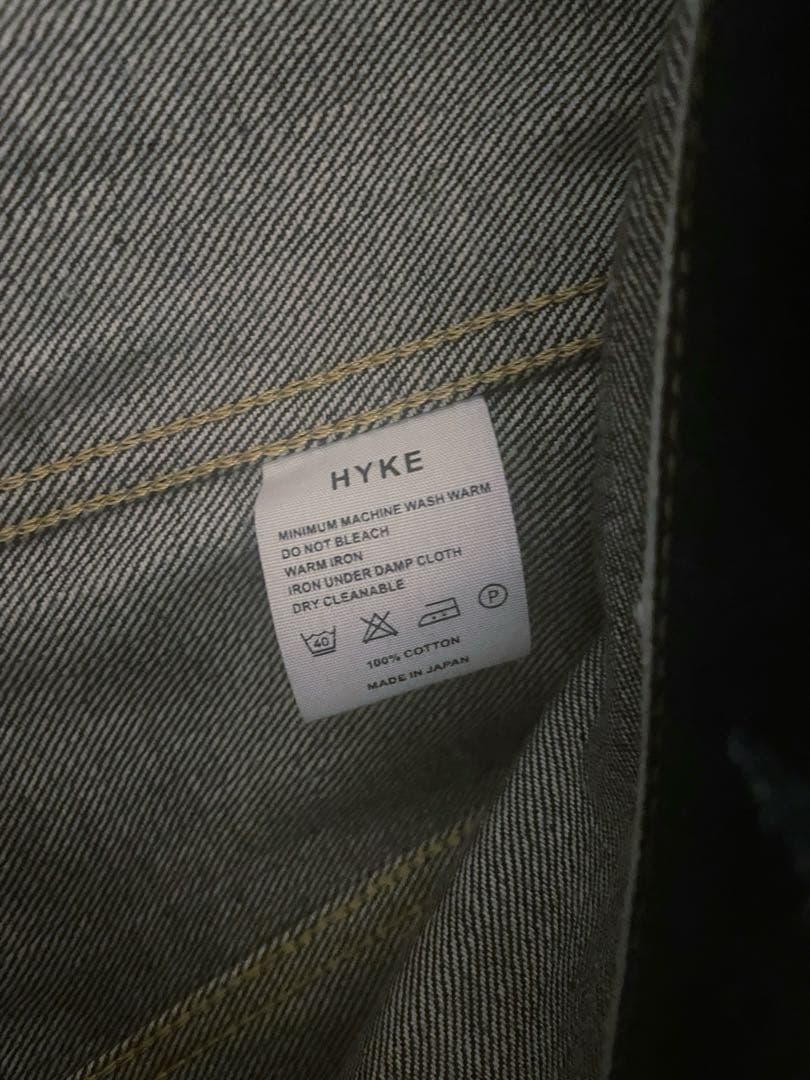 HYKE
MINIMUM MACHINE WASH WARM
DO NOT BLEACH
WARM IRON
IRON UNDER DAMP CLOTH
DRY CLEANABLE
40 P
100% COTTON
MADE IN JAPAN